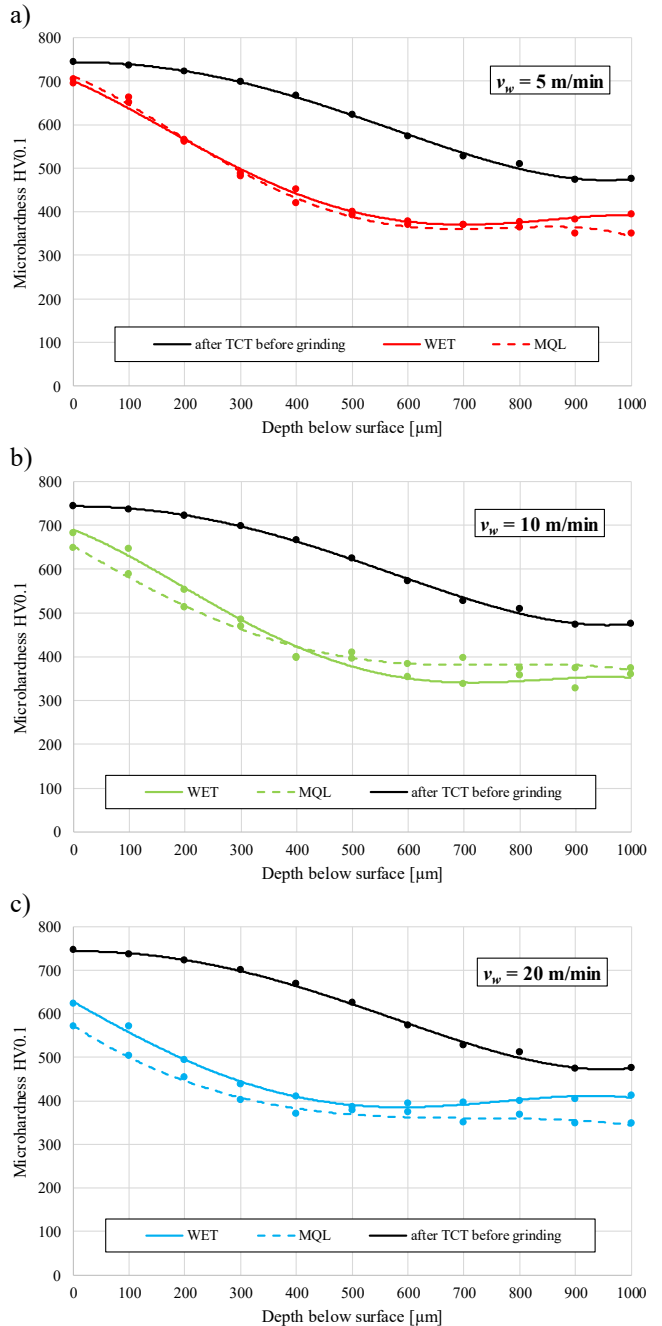 a)
800
700
600
500
400
300
200
100
0
Microhardness HV0.1
v_w = 5 m/min
after TCT before grinding WET MQL
0 100 200 300 400 500 600 700 800 900 1000
Depth below surface [µm]
b)
800
700
600
500
400
300
200
100
0
Microhardness HV0.1
v_w = 10 m/min
WET MQL after TCT before grinding
0 100 200 300 400 500 600 700 800 900 1000
Depth below surface [µm]
c)
800
700
600
500
400
300
200
100
0
Microhardness HV0.1
v_w = 20 m/min
WET MQL after TCT before grinding
0 100 200 300 400 500 600 700 800 900 1000
Depth below surface [µm]